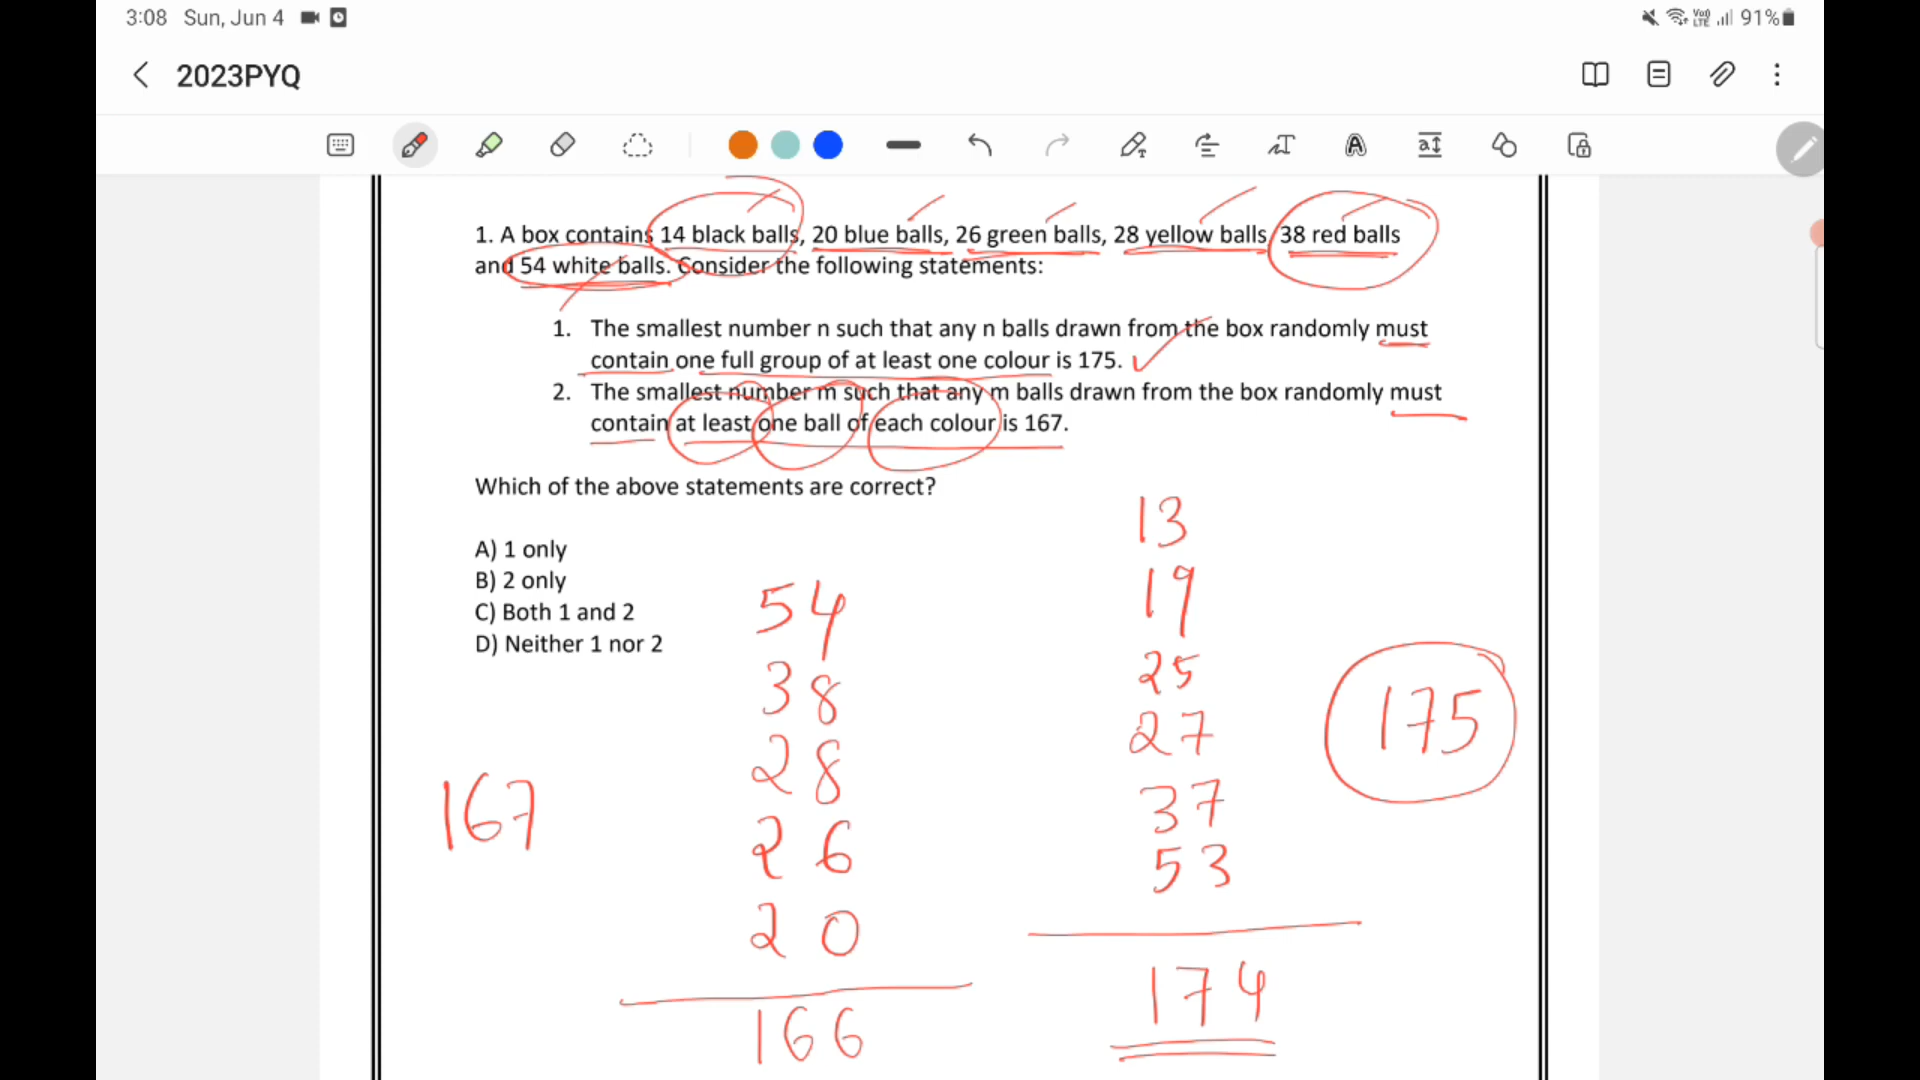 3:08 Sun, Jun 4
91%
2023PYQ
1. A box contains 14 black balls, 20 blue balls, 26 green balls, 28 yellow balls, 38 red balls
and 54 white balls. Consider the following statements:
1. The smallest number n such that any n balls drawn from the box randomly must
contain one full group of at least one colour is 175.
2. The smallest number m such that any m balls drawn from the box randomly must
contain at least one ball of each colour is 167.
Which of the above statements are correct?
A) 1 only
B) 2 only
C) Both 1 and 2
D) Neither 1 nor 2
167
54
38
28
26
20
166
13
19
25
27
37
53
174
175